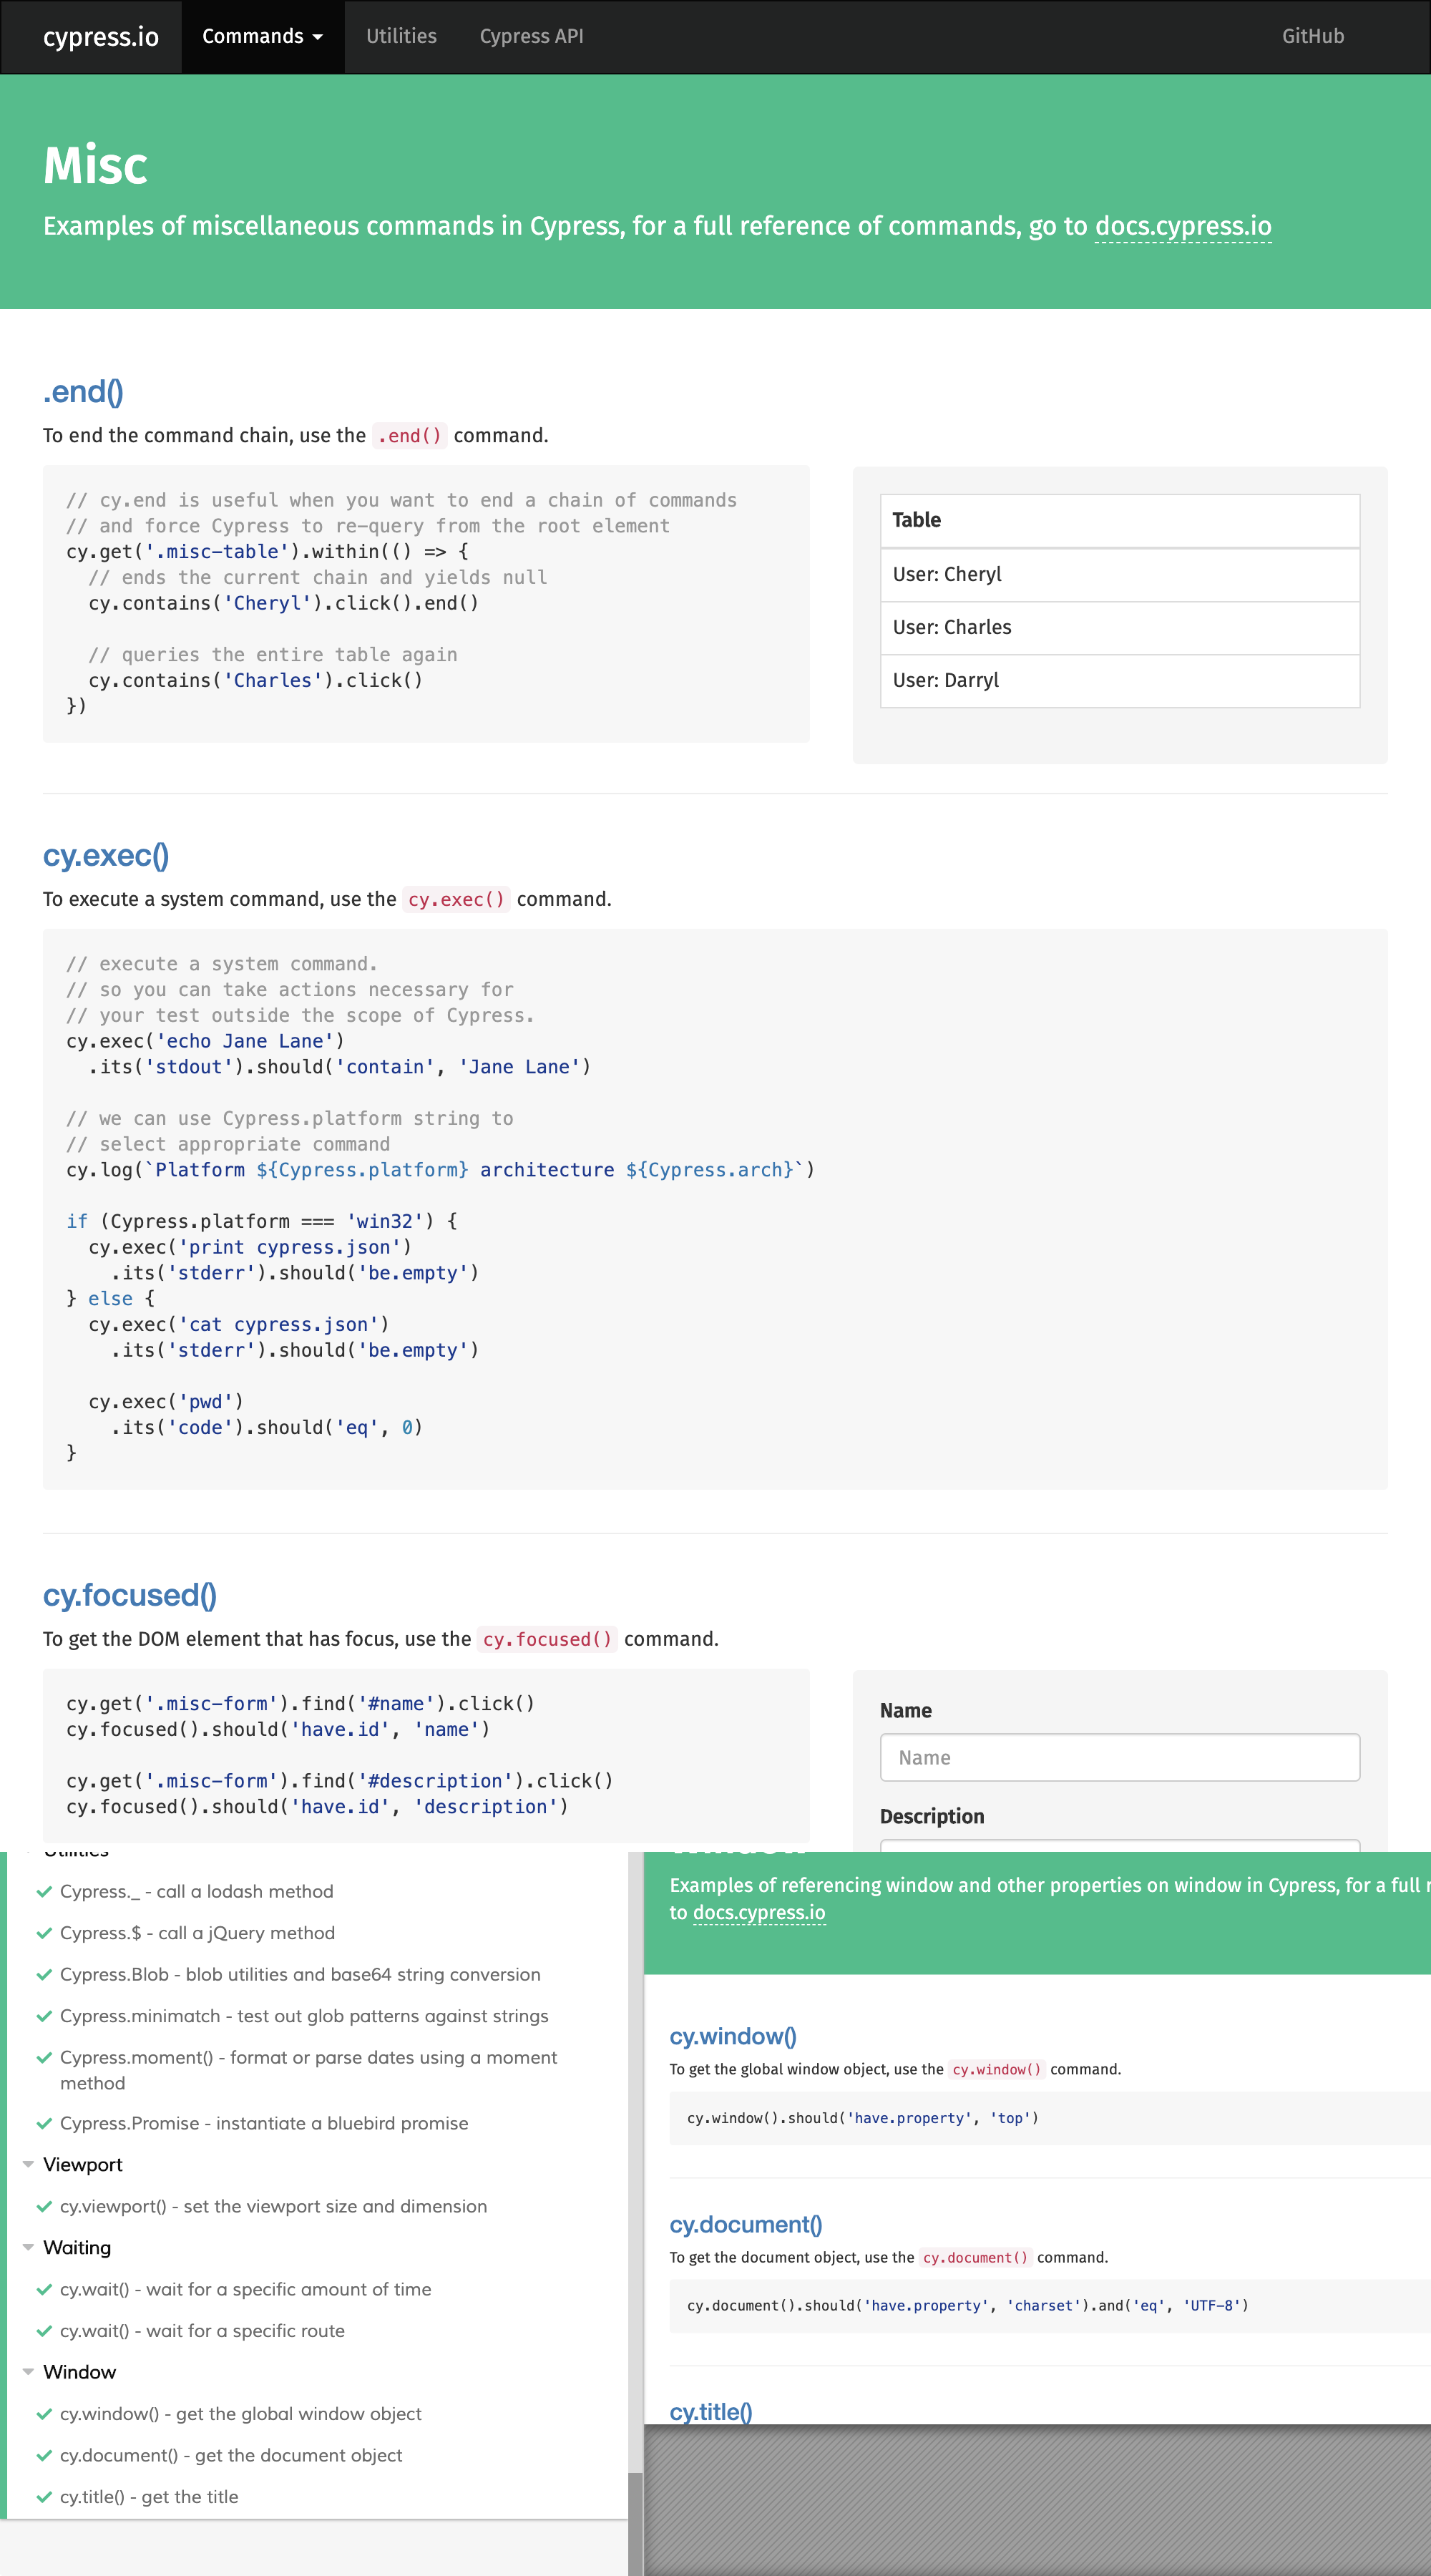 cypress.io Commands Utilities Cypress API GitHub
Misc
Examples of miscellaneous commands in Cypress, for a full reference of commands, go to docs.cypress.io
.end()
To end the command chain, use the .end() command.
// cy.end is useful when you want to end a chain of commands
// and force Cypress to re-query from the root element
cy.get('.misc-table').within(() => {
  // ends the current chain and yields null
  cy.contains('Cheryl').click().end()
  // queries the entire table again
  cy.contains('Charles').click()
})
Table
User: Cheryl
User: Charles
User: Darryl
cy.exec()
To execute a system command, use the cy.exec() command.
// execute a system command.
// so you can take actions necessary for
// your test outside the scope of Cypress.
cy.exec('echo Jane Lane')
  .its('stdout').should('contain', 'Jane Lane')
// we can use Cypress.platform string to
// select appropriate command
cy.log(`Platform ${Cypress.platform} architecture ${Cypress.arch}`)
if (Cypress.platform === 'win32') {
  cy.exec('print cypress.json')
    .its('stderr').should('be.empty')
} else {
  cy.exec('cat cypress.json')
    .its('stderr').should('be.empty')
  cy.exec('pwd')
    .its('code').should('eq', 0)
}
cy.focused()
To get the DOM element that has focus, use the cy.focused() command.
cy.get('.misc-form').find('#name').click()
cy.focused().should('have.id', 'name')
cy.get('.misc-form').find('#description').click()
cy.focused().should('have.id', 'description')
Name
Name
Description
Utilities
Cypress._ - call a lodash method
Cypress.$ - call a jQuery method
Cypress.Blob - blob utilities and base64 string conversion
Cypress.minimatch - test out glob patterns against strings
Cypress.moment() - format or parse dates using a moment
method
Cypress.Promise - instantiate a bluebird promise
Viewport
cy.viewport() - set the viewport size and dimension
Waiting
cy.wait() - wait for a specific amount of time
cy.wait() - wait for a specific route
Window
cy.window() - get the global window object
cy.document() - get the document object
cy.title() - get the title
Examples of referencing window and other properties on window in Cypress, for a full
to docs.cypress.io
cy.window()
To get the global window object, use the cy.window() command.
cy.window().should('have.property', 'top')
cy.document()
To get the document object, use the cy.document() command.
cy.document().should('have.property', 'charset').and('eq', 'UTF-8')
cy.title()